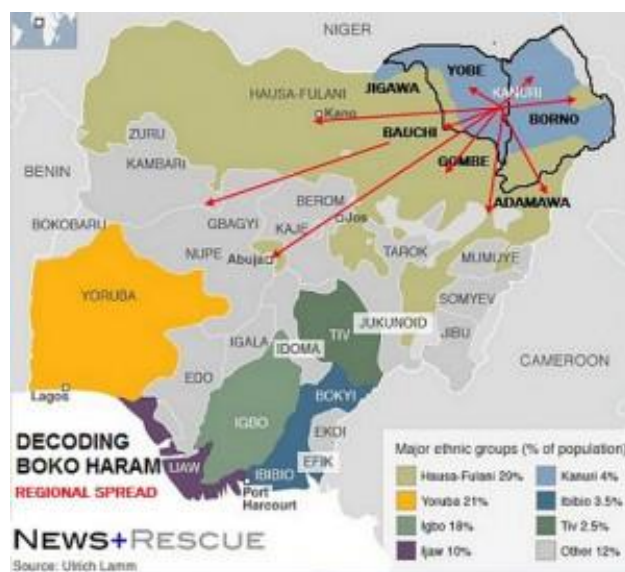 NIGER
YOBE
KANURI
JIGAWA
HAUSA-FULANI
Kano
BORNO
ZURU
BAUCHI
KAMBARI
GOMBE
BENIN
BEROM
ADAMAWA
GBAGYI
Jos
BOKOBARU
KAJE
NUPE
Abuja
TAROK
MUMUYE
YORUBA
SOMYEV
TIV
JUKUNOID
IGALA
IDOMA
JIBU
CAMEROON
EDO
BOKYI
Lagos
IGBO
EKOI
DECODING
BOKO HARAM
REGIONAL SPREAD
IJAW
IBIBIO
EFIK
Port
Harcourt
Major ethnic groups (% of population)
Hausa-Fulani 29%
Kanuri 4%
Yoruba 21%
Ibibio 3.5%
Igbo 18%
Tiv 2.5%
Ijaw 10%
Other 12%
NEWS+RESCUE
Source: Ulrich Lamm